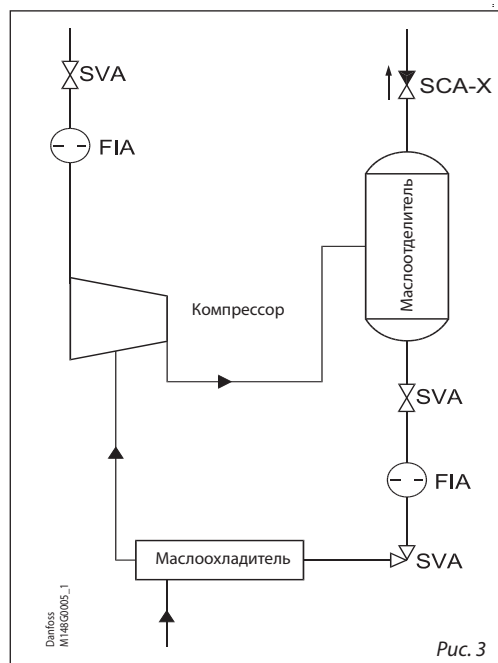 SVA
SCA-X
FIA
Маслоотделитель
Компрессор
SVA
FIA
Маслоохладитель
SVA
Danfoss
M148G0005_1
Рис. 3